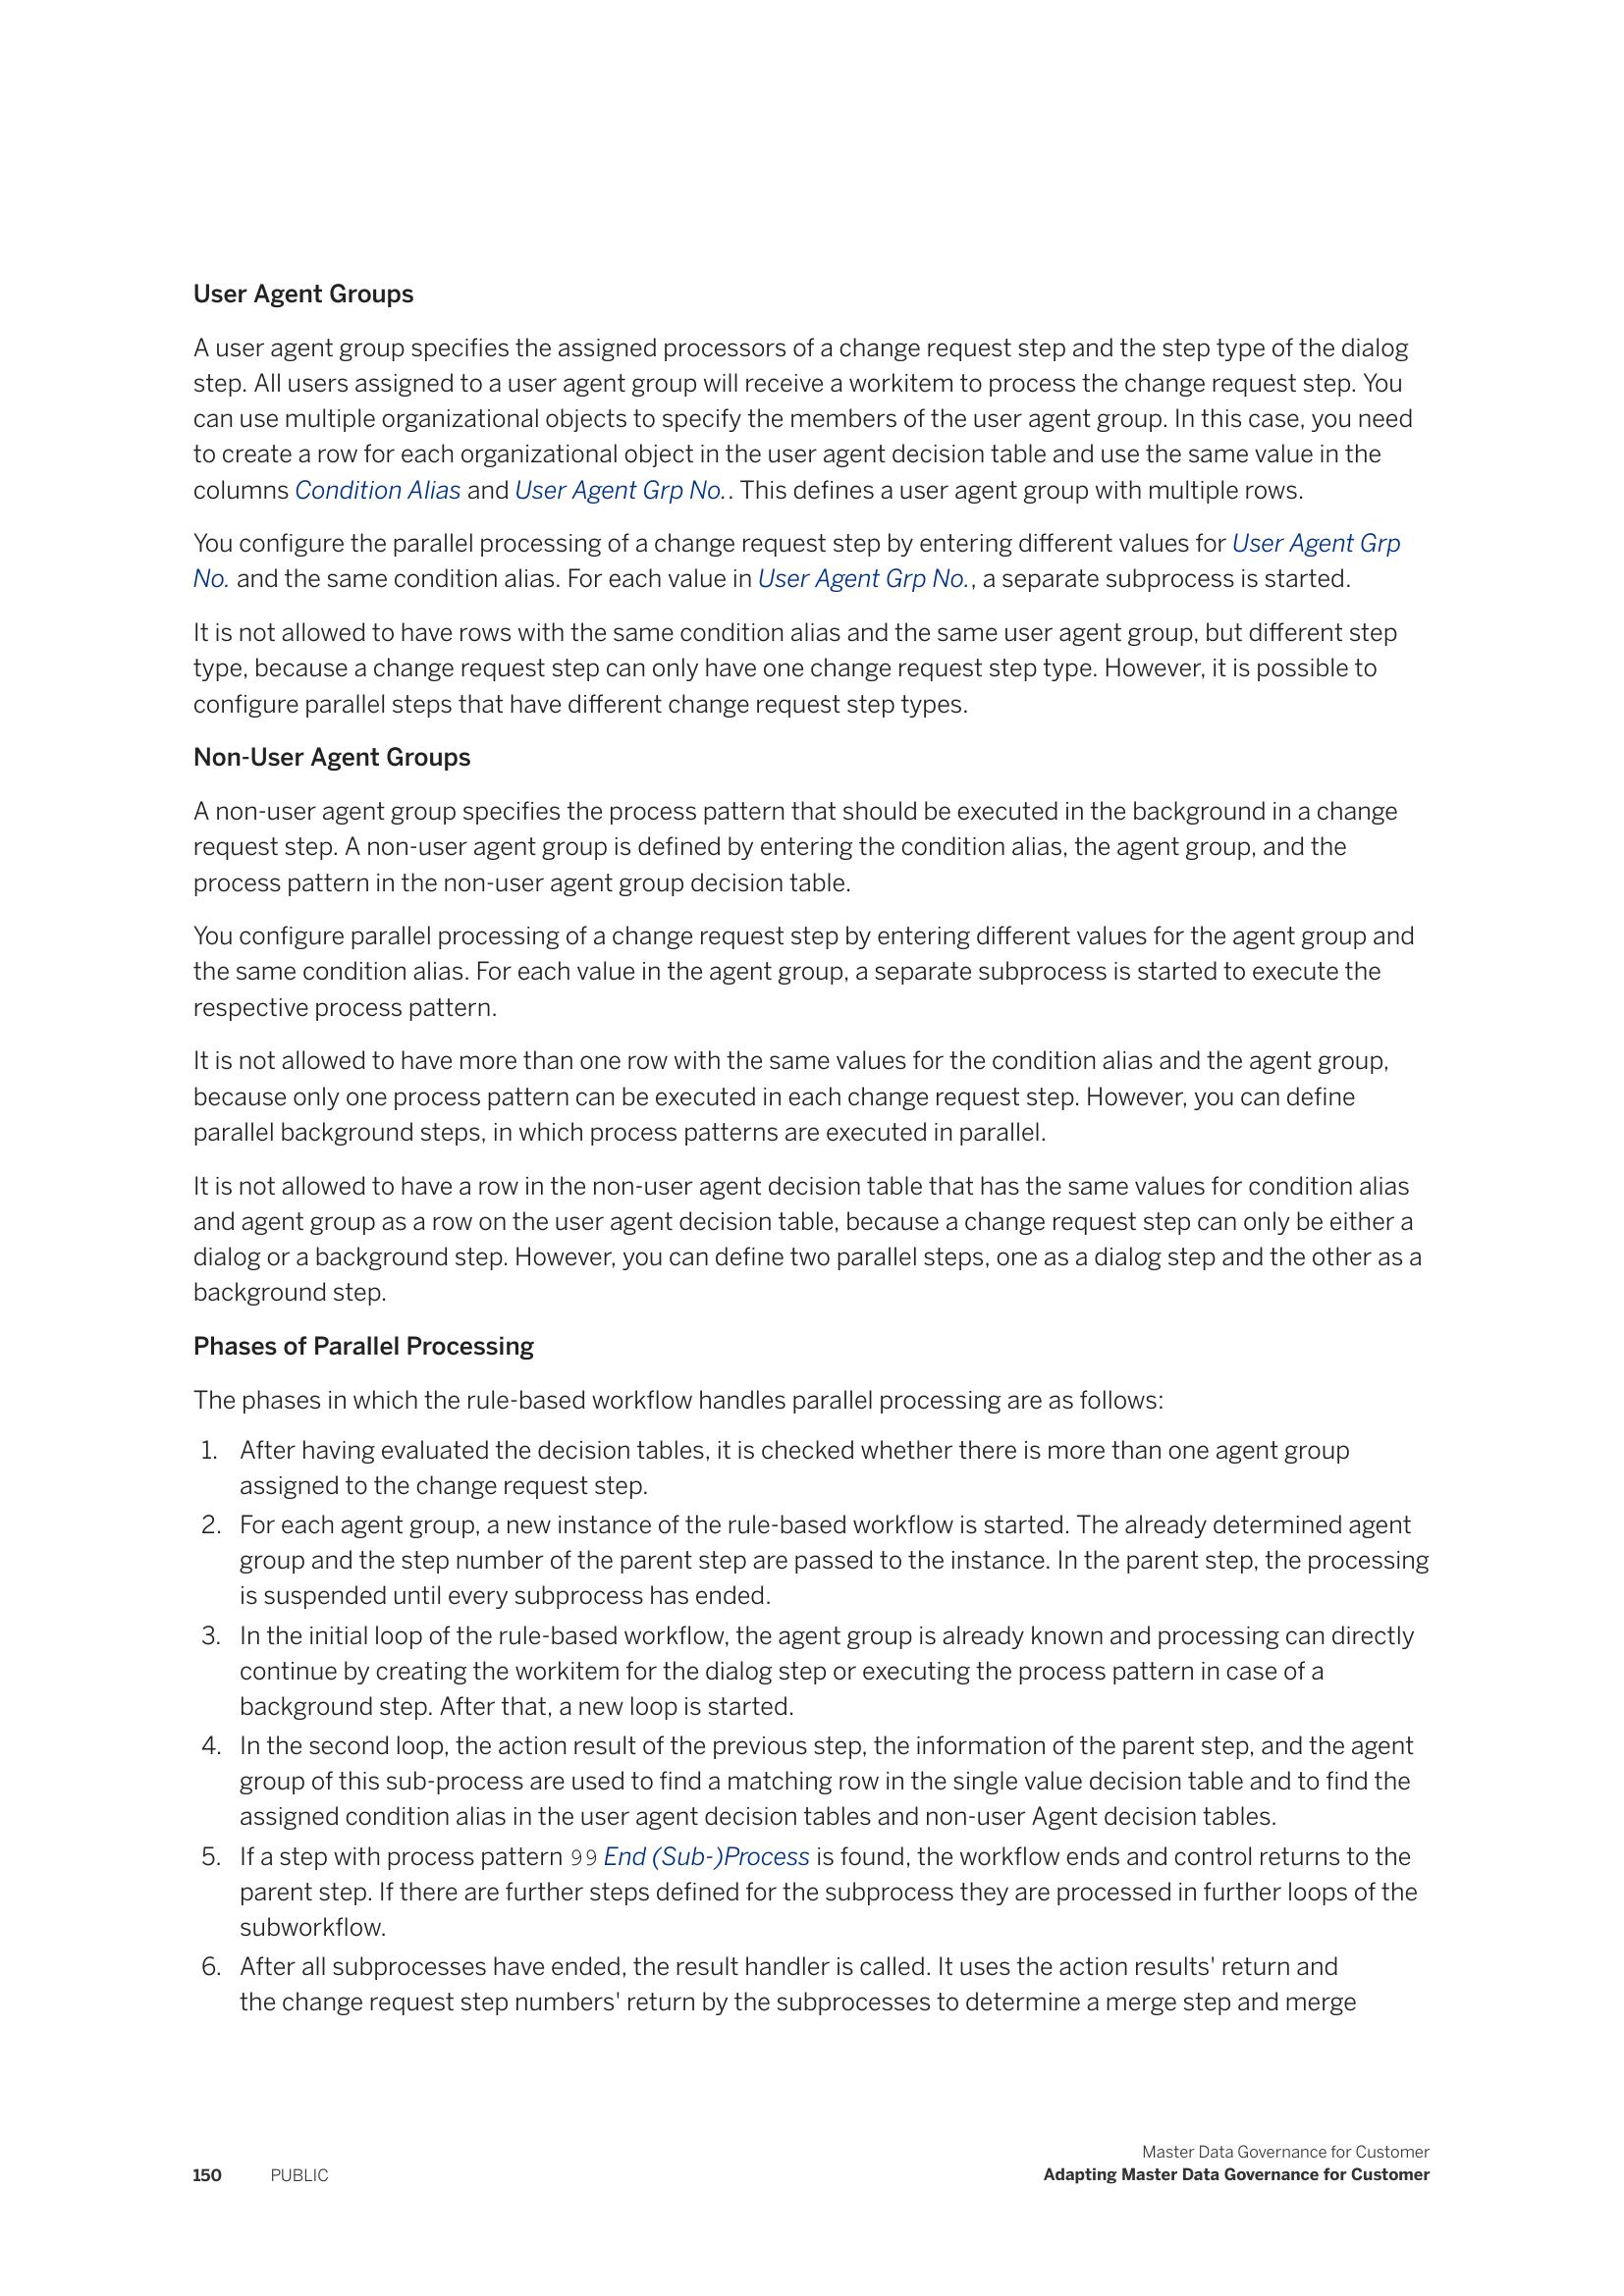 User Agent Groups
A user agent group specifies the assigned processors of a change request step and the step type of the dialog
step. All users assigned to a user agent group will receive a workitem to process the change request step. You
can use multiple organizational objects to specify the members of the user agent group. In this case, you need
to create a row for each organizational object in the user agent decision table and use the same value in the
columns Condition Alias and User Agent Grp No.. This defines a user agent group with multiple rows.
You configure the parallel processing of a change request step by entering different values for User Agent Grp
No. and the same condition alias. For each value in User Agent Grp No., a separate subprocess is started.
It is not allowed to have rows with the same condition alias and the same user agent group, but different step
type, because a change request step can only have one change request step type. However, it is possible to
configure parallel steps that have different change request step types.
Non-User Agent Groups
A non-user agent group specifies the process pattern that should be executed in the background in a change
request step. A non-user agent group is defined by entering the condition alias, the agent group, and the
process pattern in the non-user agent group decision table.
You configure parallel processing of a change request step by entering different values for the agent group and
the same condition alias. For each value in the agent group, a separate subprocess is started to execute the
respective process pattern.
It is not allowed to have more than one row with the same values for the condition alias and the agent group,
because only one process pattern can be executed in each change request step. However, you can define
parallel background steps, in which process patterns are executed in parallel.
It is not allowed to have a row in the non-user agent decision table that has the same values for condition alias
and agent group as a row on the user agent decision table, because a change request step can only be either a
dialog or a background step. However, you can define two parallel steps, one as a dialog step and the other as a
background step.
Phases of Parallel Processing
The phases in which the rule-based workflow handles parallel processing are as follows:
1. After having evaluated the decision tables, it is checked whether there is more than one agent group
assigned to the change request step.
2. For each agent group, a new instance of the rule-based workflow is started. The already determined agent
group and the step number of the parent step are passed to the instance. In the parent step, the processing
is suspended until every subprocess has ended.
3. In the initial loop of the rule-based workflow, the agent group is already known and processing can directly
continue by creating the workitem for the dialog step or executing the process pattern in case of a
background step. After that, a new loop is started.
4. In the second loop, the action result of the previous step, the information of the parent step, and the agent
group of this sub-process are used to find a matching row in the single value decision table and to find the
assigned condition alias in the user agent decision tables and non-user Agent decision tables.
5. If a step with process pattern 99 End (Sub-)Process is found, the workflow ends and control returns to the
parent step. If there are further steps defined for the subprocess they are processed in further loops of the
subworkflow.
6. After all subprocesses have ended, the result handler is called. It uses the action results' return and
the change request step numbers' return by the subprocesses to determine a merge step and merge
Master Data Governance for Customer
150 PUBLIC Adapting Master Data Governance for Customer